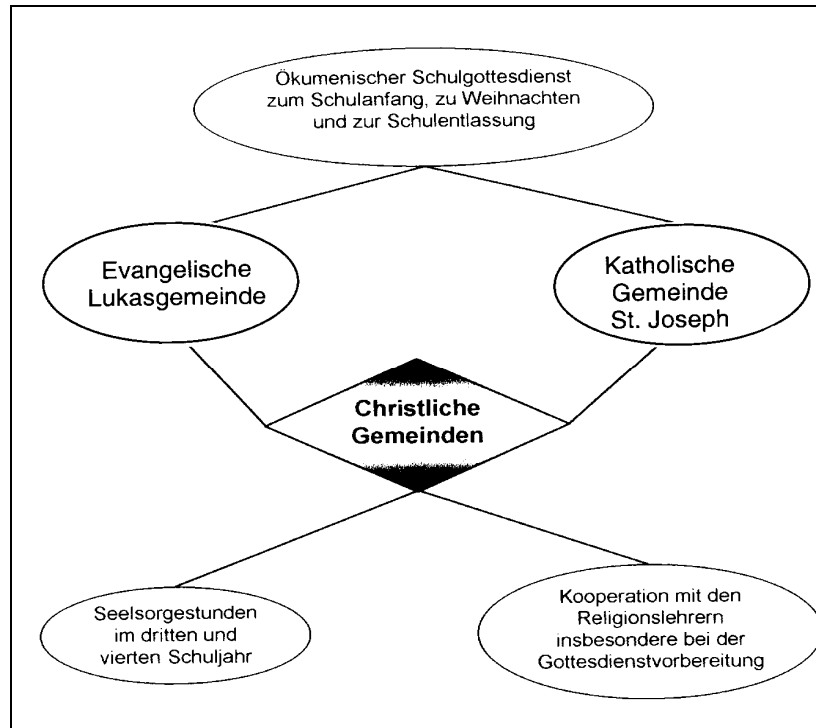 Ökumenischer Schulgottesdienst
zum Schulanfang, zu Weihnachten
und zur Schulentlassung
Evangelische
Lukasgemeinde
Katholische
Gemeinde
St. Joseph
Christliche
Gemeinden
Seelsorgestunden
im dritten und
vierten Schuljahr
Kooperation mit den
Religionslehrern
insbesondere bei der
Gottesdienstvorbereitung